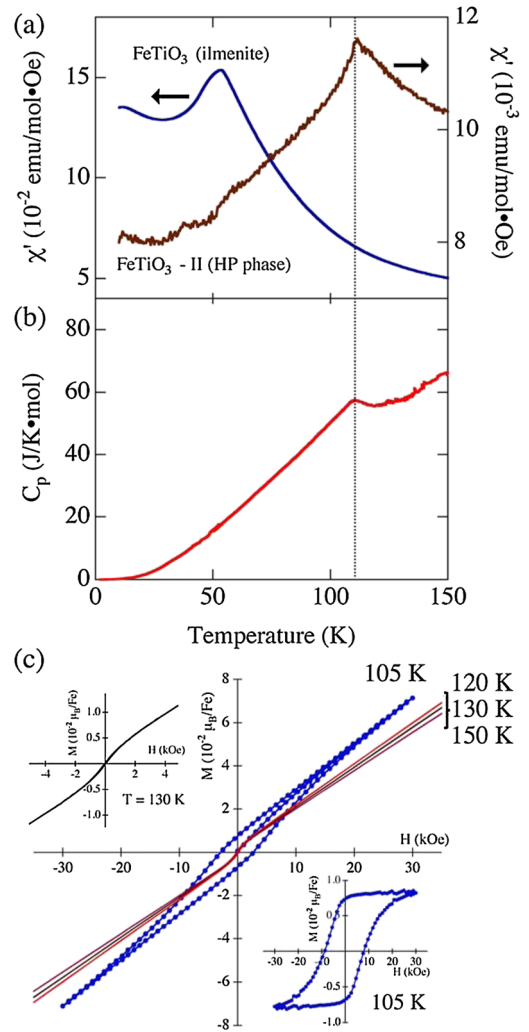 (a)
FeTiO3 (ilmenite)
FeTiO3 - II (HP phase)
χ' (10-2 emu/mol•Oe)
15
10
5
χ' (10-3 emu/mol•Oe)
12
10
8
(b)
Cp (J/K•mol)
80
60
40
20
0
0 50 100 150
Temperature (K)
(c)
M (10-2 μB/Fe)
8
6
4
2
-2
-4
-6
-8
-30 -20 -10 10 20 30
H (kOe)
105 K
120 K
130 K
150 K
M (10-2 μB/Fe)
1.0
0.5
-0.5
-1.0
-4 -2 2 4
H (kOe)
T = 130 K
M (10-2 μB/Fe)
1.0
0.0
-0.5
-1.0
-30 -20 -10 10 20 30
H (kOe)
105 K